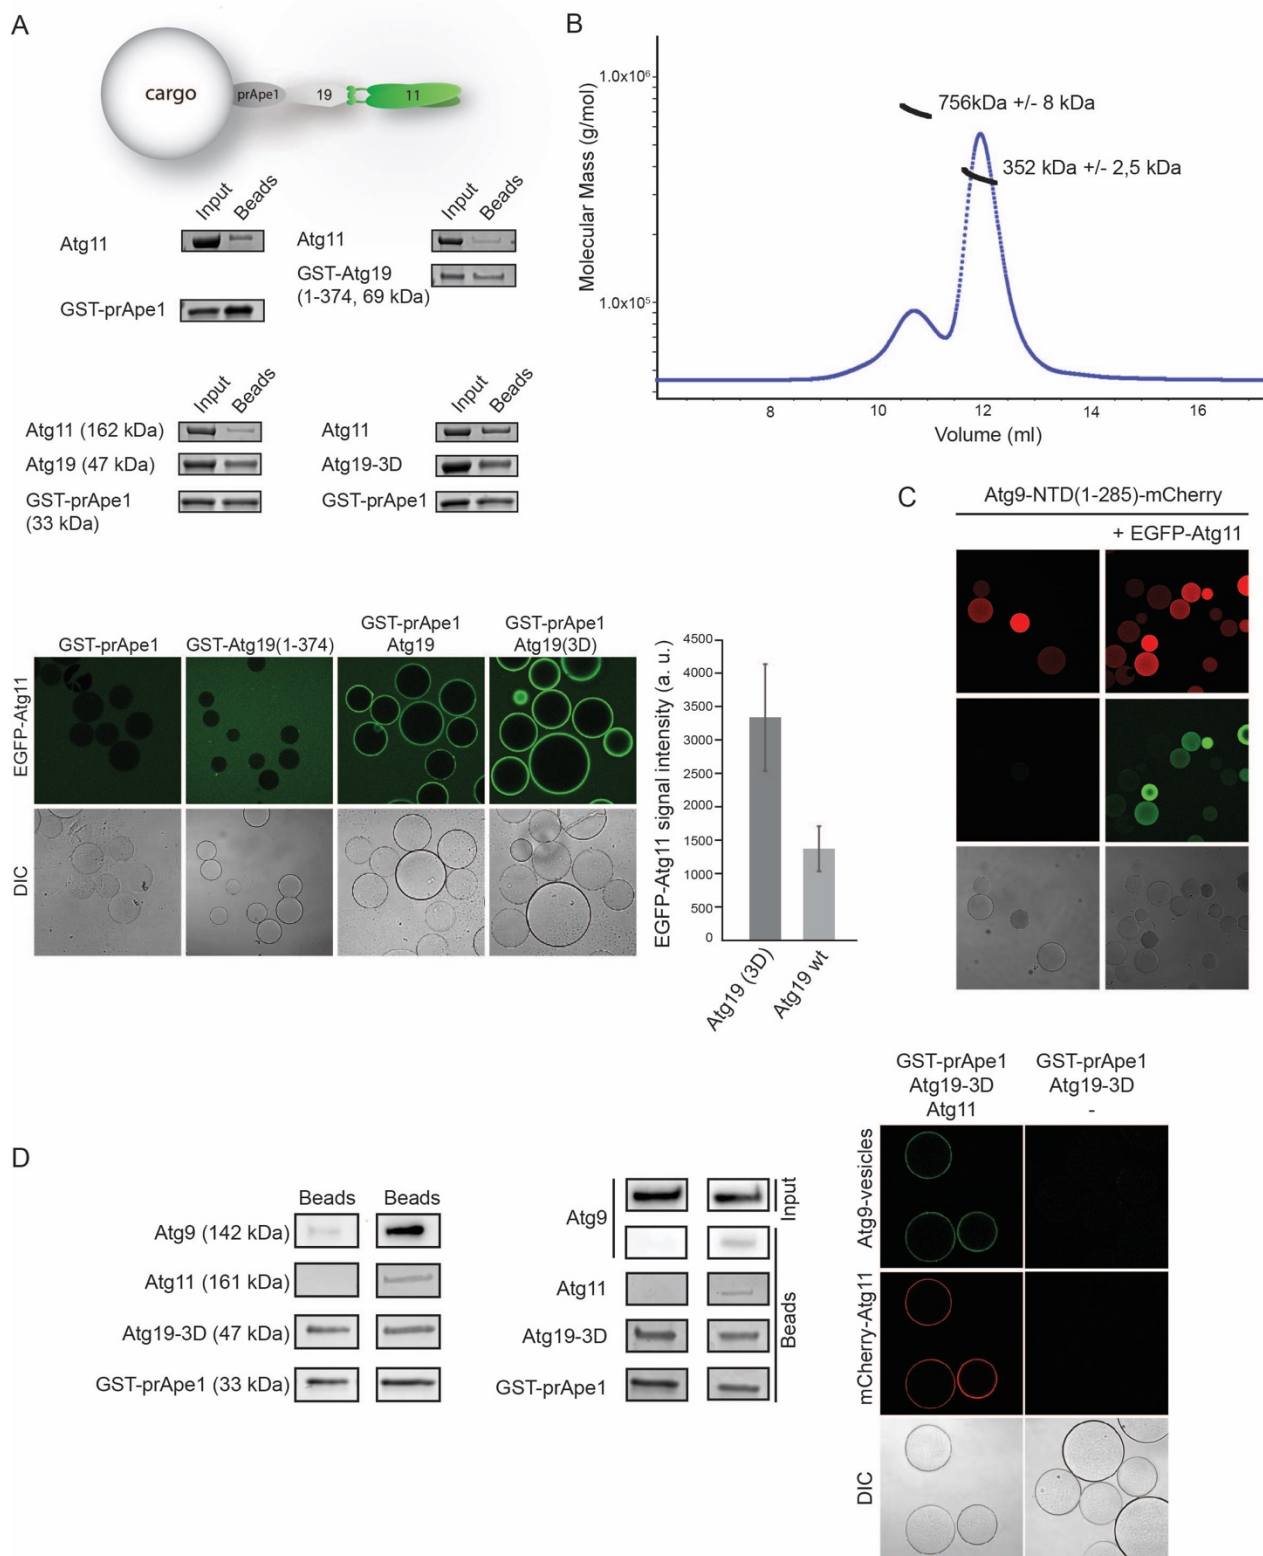 A
cargo
prApe1
19
11
Input
Beads
Atg11
GST-prApe1
Input
Beads
Atg11
GST-Atg19
(1-374, 69 kDa)
Input
Beads
Atg11 (162 kDa)
Atg19 (47 kDa)
GST-prApe1
(33 kDa)
Input
Beads
Atg11
Atg19-3D
GST-prApe1
GST-prApe1
GST-Atg19(1-374)
GST-prApe1
Atg19
GST-prApe1
Atg19(3D)
EGFP-Atg11
DIC
EGFP-Atg11 signal intensity (a. u.)
4500
4000
3500
3000
2500
4000
1500
1000
500
0
Atg19 (3D)
Atg19 wt
B
Molecular Mass (g/mol)
1.0x10⁶
1.0x10⁵
756kDa +/- 8 kDa
352 kDa +/- 2,5 kDa
8
10
12
14
16
Volume (ml)
C
Atg9-NTD(1-285)-mCherry
+ EGFP-Atg11
D
Beads
Beads
Atg9 (142 kDa)
Atg11 (161 kDa)
Atg19-3D (47 kDa)
GST-prApe1 (33 kDa)
Atg9
Atg11
Atg19-3D
GST-prApe1
Input
Beads
GST-prApe1
Atg19-3D
Atg11
GST-prApe1
Atg19-3D
-
Atg9-vesicles
mCherry-Atg11
DIC